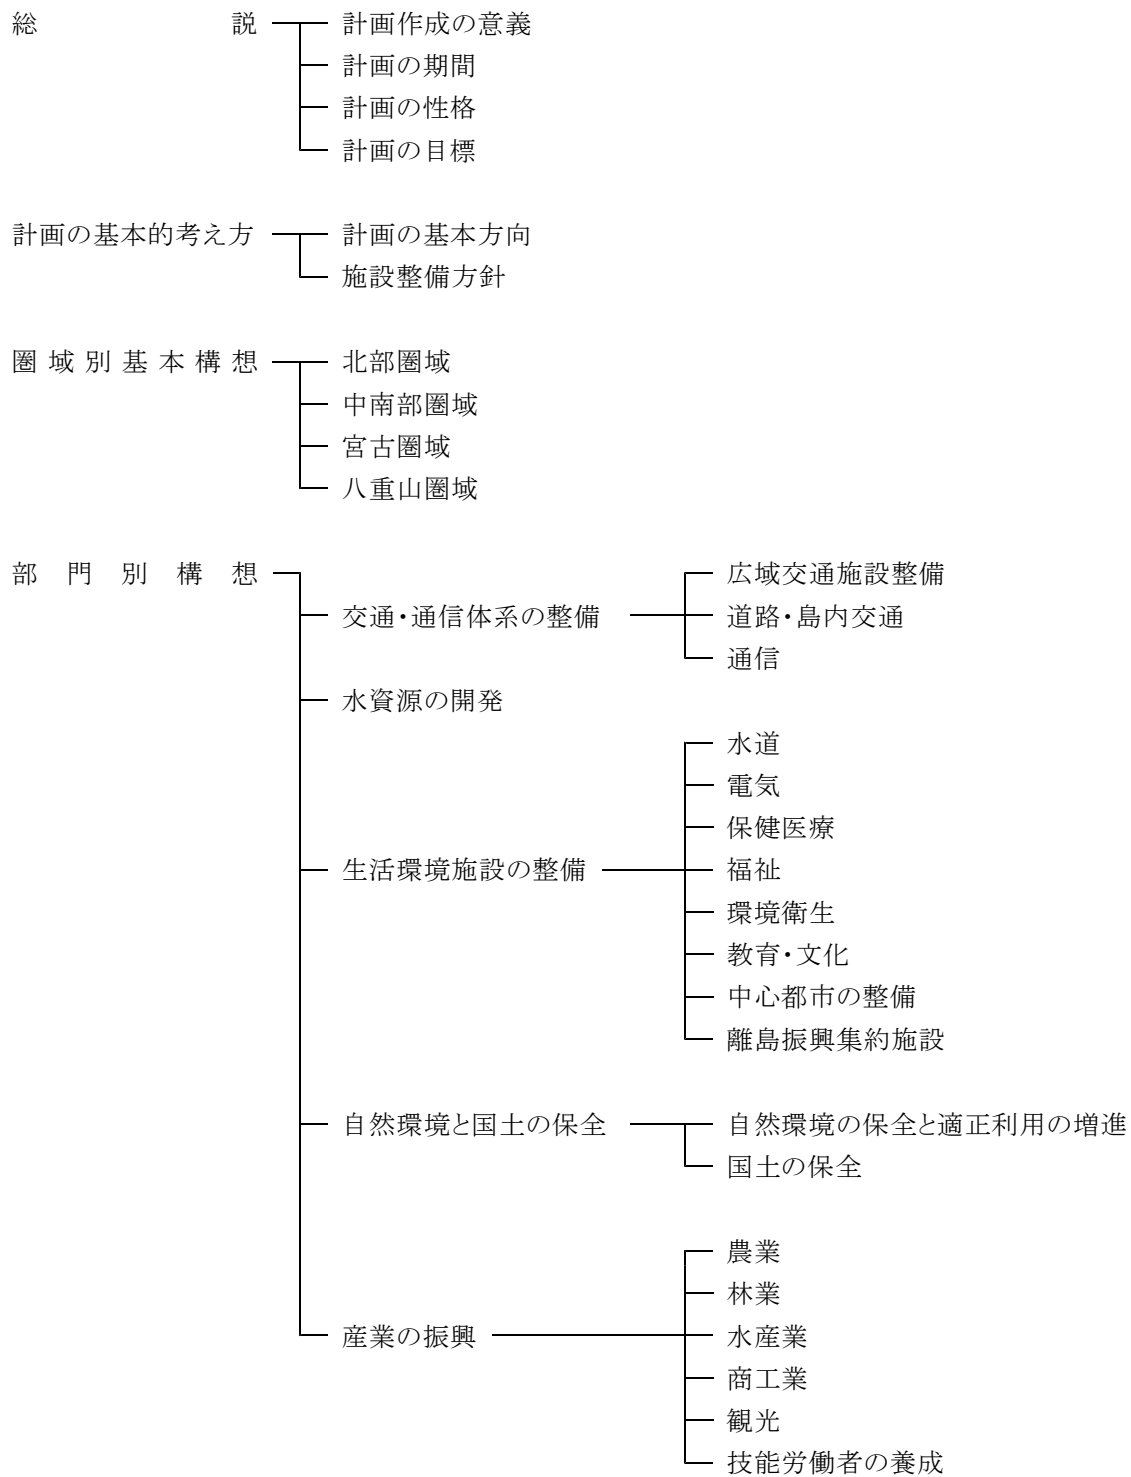 総説 計画作成の意義
計画の期間
計画の性格
計画の目標
計画の基本的考え方 計画の基本方向
施設整備方針
圏域別基本構想 北部圏域
中南部圏域
宮古圏域
八重山圏域
部門別構想 広域交通施設整備
交通・通信体系の整備 道路・島内交通
通信
水資源の開発
水道
電気
保健医療
生活環境施設の整備 福祉
環境衛生
教育・文化
中心都市の整備
離島振興集約施設
自然環境と国土の保全 自然環境の保全と適正利用の増進
国土の保全
農業
林業
産業の振興 水産業
商工業
観光
技能労働者の養成